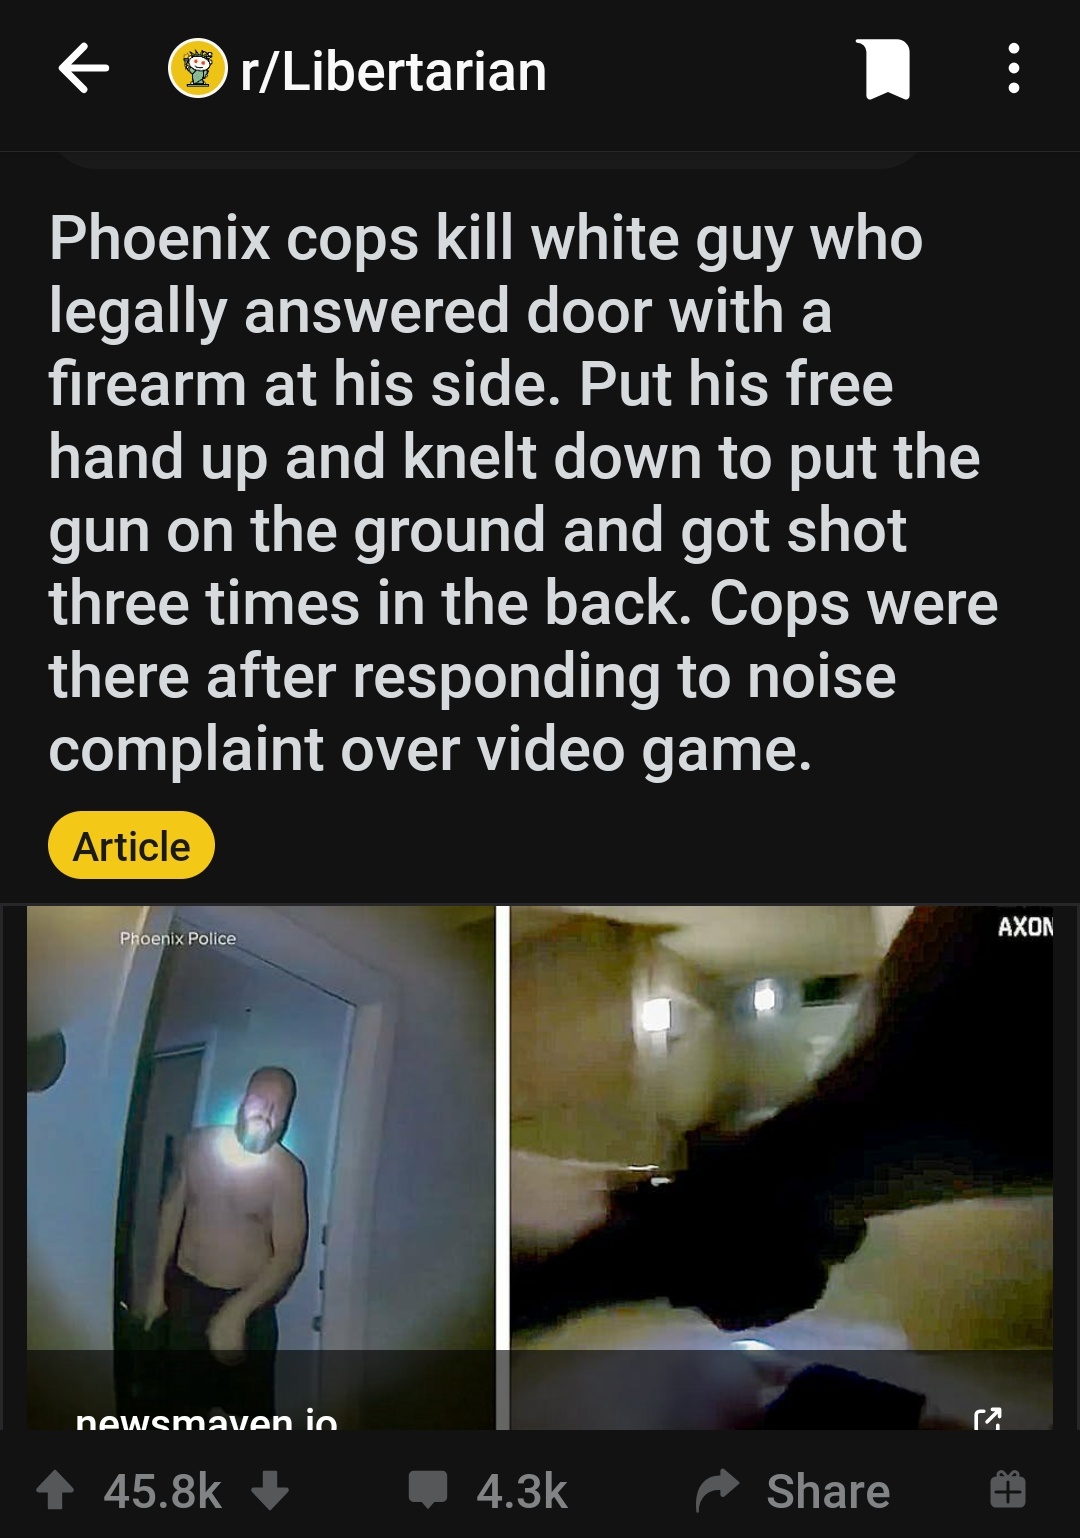 r/Libertarian
Phoenix cops kill white guy who
legally answered door with a
firearm at his side. Put his free
hand up and knelt down to put the
gun on the ground and got shot
three times in the back. Cops were
there after responding to noise
complaint over video game.
Article
Phoenix Police
AXON
newsmaven.io
45.8k
4.3k
Share